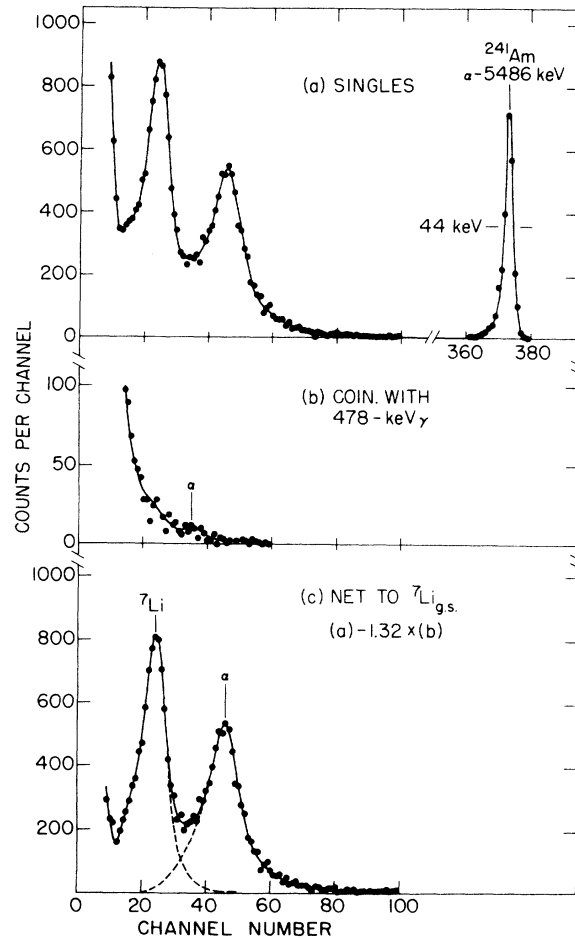 1000
800
600
400
200
0
(a) SINGLES
241Am
α-5486 keV
44 keV
360 380
COUNTS PER CHANNEL
100
50
0
(b) COIN. WITH
478-keV γ
α
1000
800
600
400
200
(c) NET TO 7Li g.s.
(a)-1.32 x(b)
7Li
α
0 20 40 60 80 100
CHANNEL NUMBER